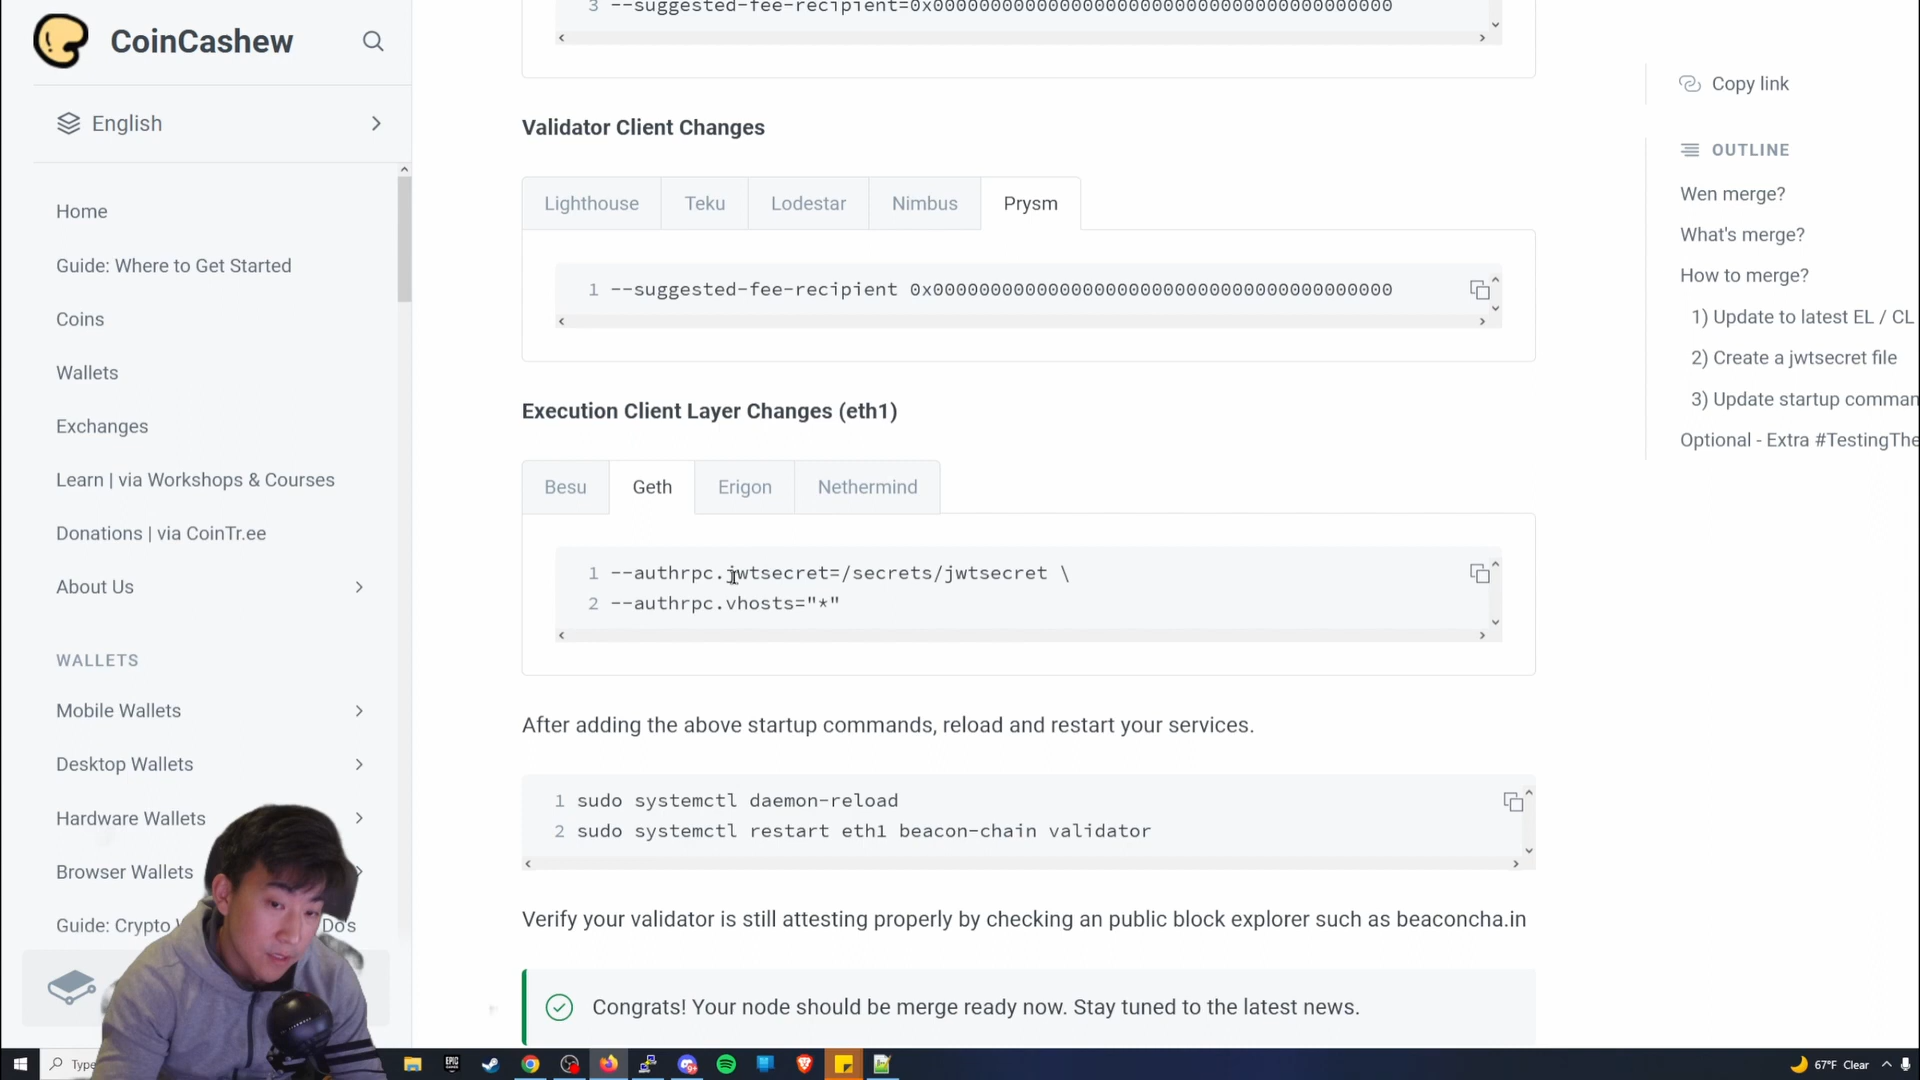 CoinCashew
English
Home
Guide: Where to Get Started
Coins
Wallets
Exchanges
Learn | via Workshops & Courses
Donations | via CoinTr.ee
About Us
WALLETS
Mobile Wallets
Desktop Wallets
Hardware Wallets
Browser Wallets
Guide: Crypto
Do's
3 --suggested-fee-recipient=0x0000000000000000000000000000000000000000
Validator Client Changes
Lighthouse Teku Lodestar Nimbus Prysm
1 --suggested-fee-recipient 0x0000000000000000000000000000000000000000
Execution Client Layer Changes (eth1)
Besu Geth Erigon Nethermind
1 --authrpc.jwtsecret=/secrets/jwtsecret \
2 --authrpc.vhosts="*"
After adding the above startup commands, reload and restart your services.
1 sudo systemctl daemon-reload
2 sudo systemctl restart eth1 beacon-chain validator
Verify your validator is still attesting properly by checking an public block explorer such as beaconcha.in
Congrats! Your node should be merge ready now. Stay tuned to the latest news.
Copy link
OUTLINE
Wen merge?
What's merge?
How to merge?
1) Update to latest EL / CL
2) Create a jwtsecret file
3) Update startup comman
Optional - Extra #TestingThe
Type
EPIC
67°F Clear